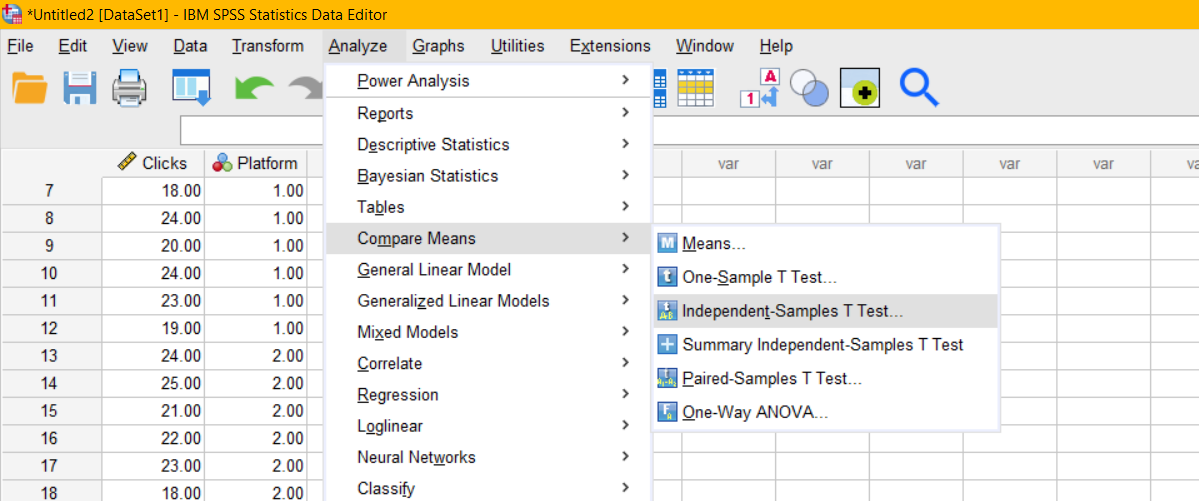 *Untitled2 [DataSet1] - IBM SPSS Statistics Data Editor
File Edit View Data Transform Analyze Graphs Utilities Extensions Window Help
A
1
Clicks Platform var var var var var va
7 18.00 1.00
8 24.00 1.00
9 20.00 1.00
10 24.00 1.00
11 23.00 1.00
12 19.00 1.00
13 24.00 2.00
14 25.00 2.00
15 21.00 2.00
16 22.00 2.00
17 23.00 2.00
18 18.00 2.00
Power Analysis
Reports
Descriptive Statistics
Bayesian Statistics
Tables
Compare Means
General Linear Model
Generalized Linear Models
Mixed Models
Correlate
Regression
Loglinear
Neural Networks
Classify
M Means...
t One-Sample T Test...
Independent-Samples T Test...
Summary Independent-Samples T Test
Paired-Samples T Test...
One-Way ANOVA...